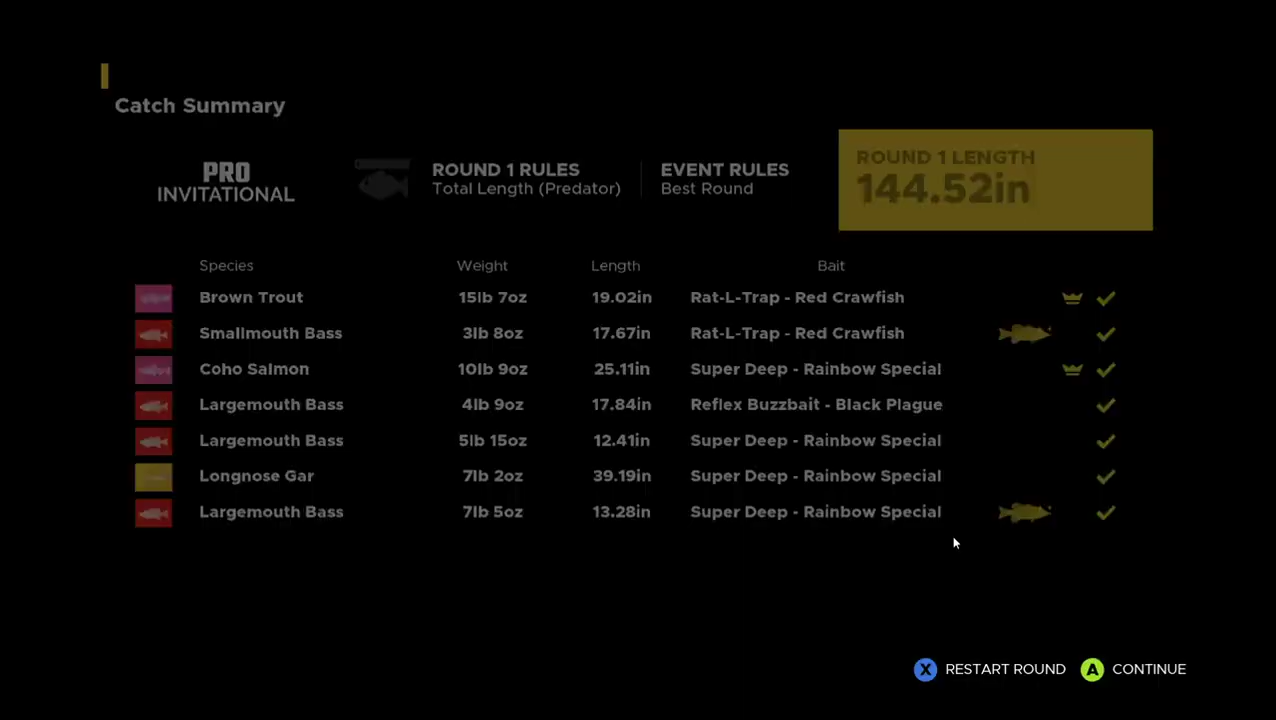 Catch Summary
PRO
INVITATIONAL
ROUND 1 RULES
Total Length (Predator)
EVENT RULES
Best Round
ROUND 1 LENGTH
144.52in
Species Weight Length Bait
Brown Trout 15lb 7oz 19.02in Rat-L-Trap - Red Crawfish
Smallmouth Bass 3lb 8oz 17.67in Rat-L-Trap - Red Crawfish
Coho Salmon 10lb 9oz 25.11in Super Deep - Rainbow Special
Largemouth Bass 4lb 9oz 17.84in Reflex Buzzbait - Black Plague
Largemouth Bass 5lb 15oz 12.41in Super Deep - Rainbow Special
Longnose Gar 7lb 2oz 39.19in Super Deep - Rainbow Special
Largemouth Bass 7lb 5oz 13.28in Super Deep - Rainbow Special
X RESTART ROUND A CONTINUE